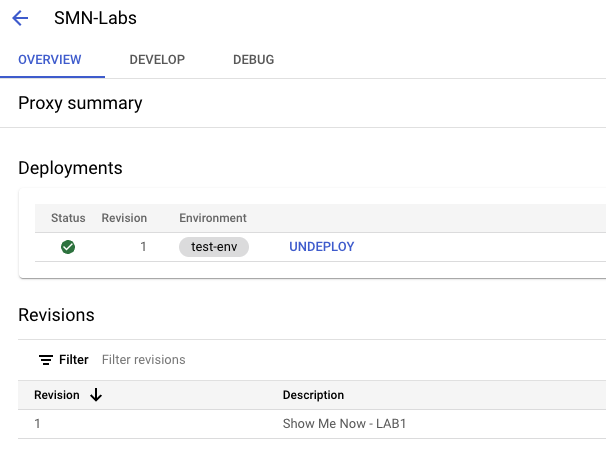 SMN-Labs
OVERVIEW DEVELOP DEBUG
Proxy summary
Deployments
Status Revision Environment
1 test-env UNDEPLOY
Revisions
Filter Filter revisions
Revision Description
1 Show Me Now - LAB1